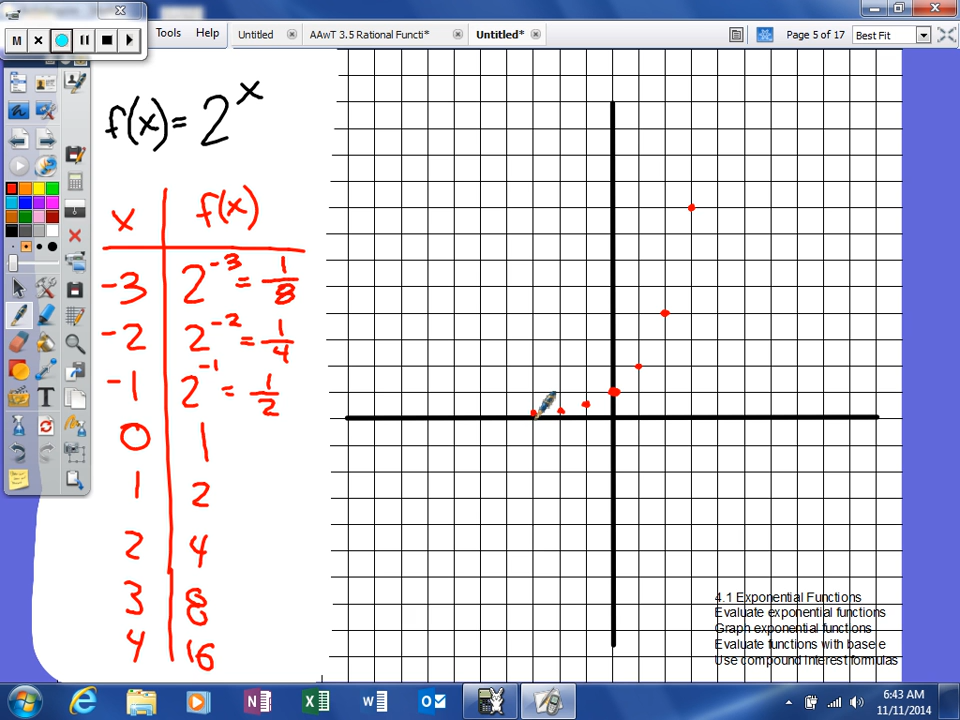 Tools Help Untitled AAwT 3.5 Rational Functi* Untitled* Page 5 of 17 Best Fit
M
f(x)= 2^x
x f(x)
-3 2^-3 = 1/8
-2 2^-2 = 1/4
-1 2^-1 = 1/2
0 1
1 2
2 4
3 8
4 16
4.1 Exponential Functions
Evaluate exponential functions
Graph exponential functions
Evaluate functions with base e
Use compound interest formulas
6:43 AM
11/11/2014